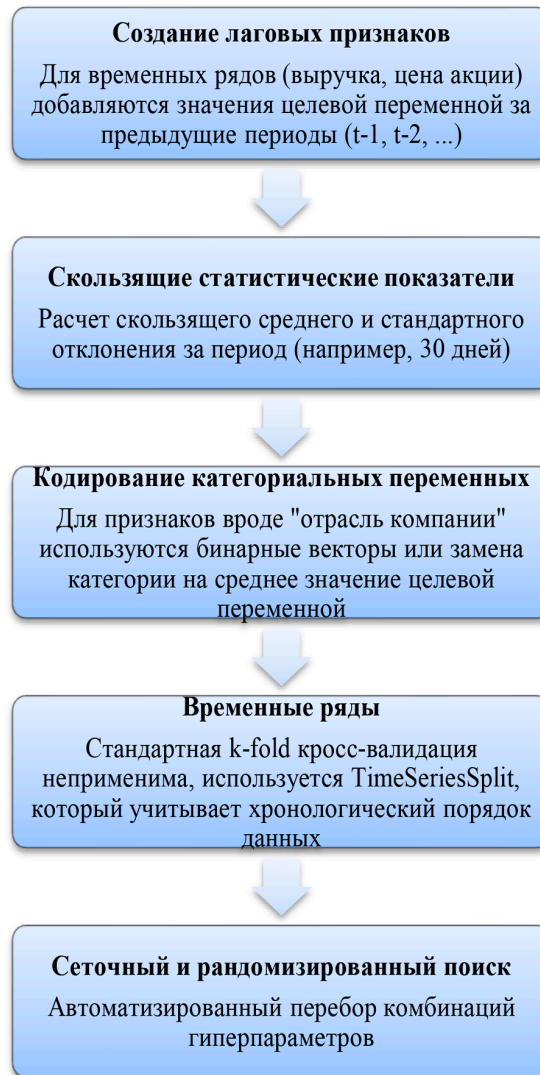 Создание лаговых признаков
Для временных рядов (выручка, цена акции)
добавляются значения целевой переменной за
предыдущие периоды (t-1, t-2, ...)
Скользящие статистические показатели
Расчет скользящего среднего и стандартного
отклонения за период (например, 30 дней)
Кодирование категориальных переменных
Для признаков вроде "отрасль компании"
используются бинарные векторы или замена
категории на среднее значение целевой
переменной
Временные ряды
Стандартная k-fold кросс-валидация
неприменима, используется TimeSeriesSplit,
который учитывает хронологический порядок
данных
Сеточный и рандомизированный поиск
Автоматизированный перебор комбинаций
гиперпараметров